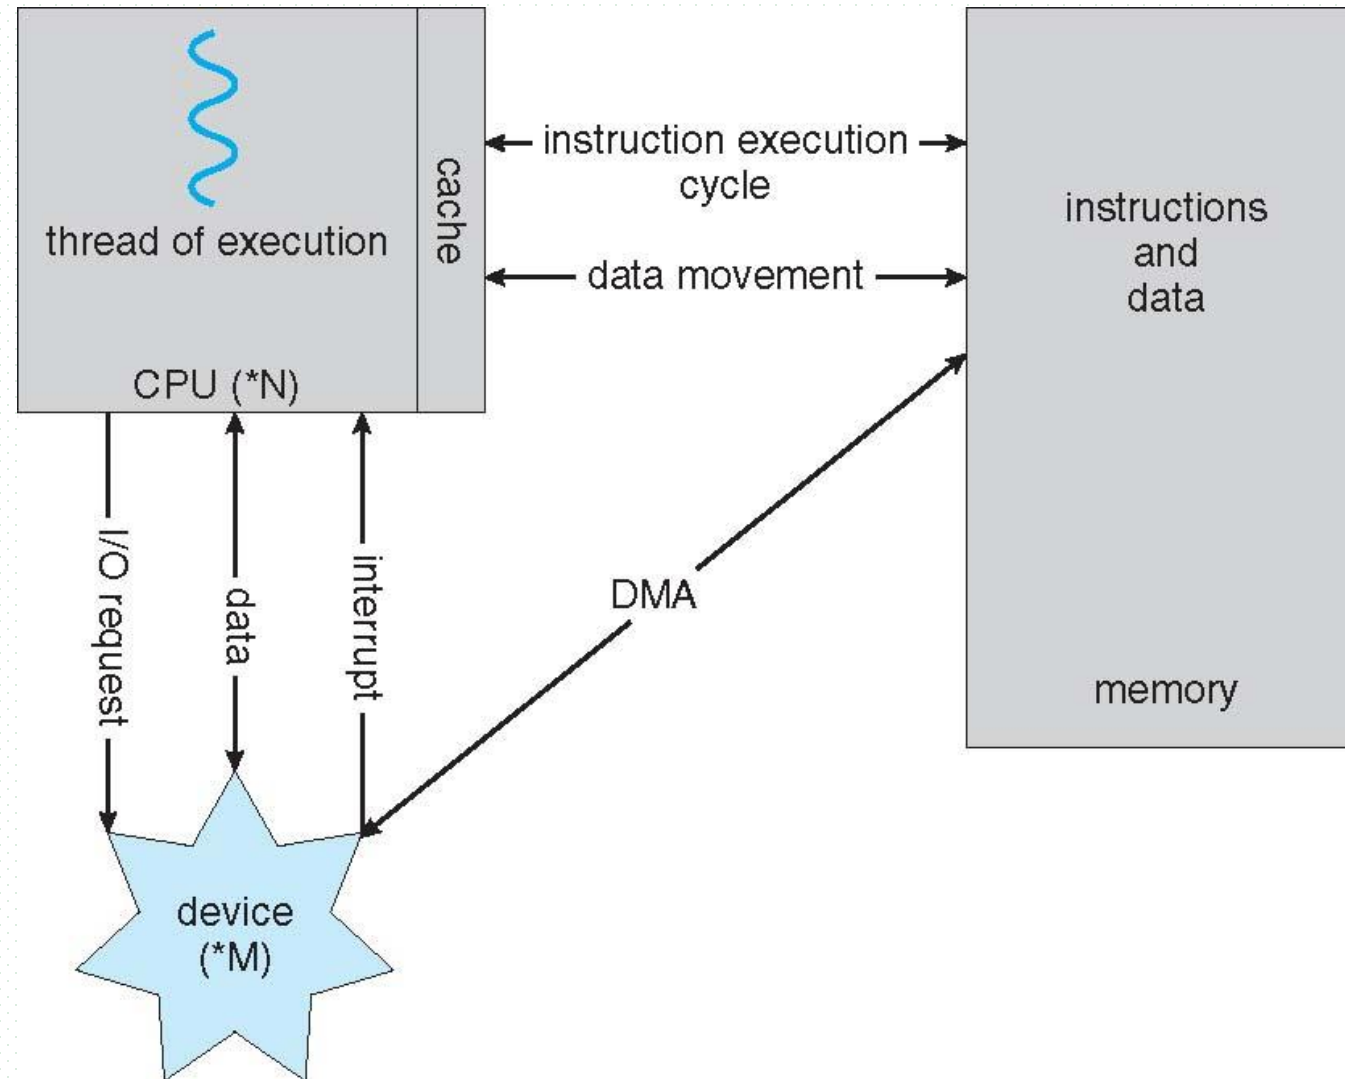 thread of execution
CPU (*N)
cache
instruction execution
cycle
data movement
instructions
and
data
memory
I/O request
data
interrupt
DMA
device
(*M)